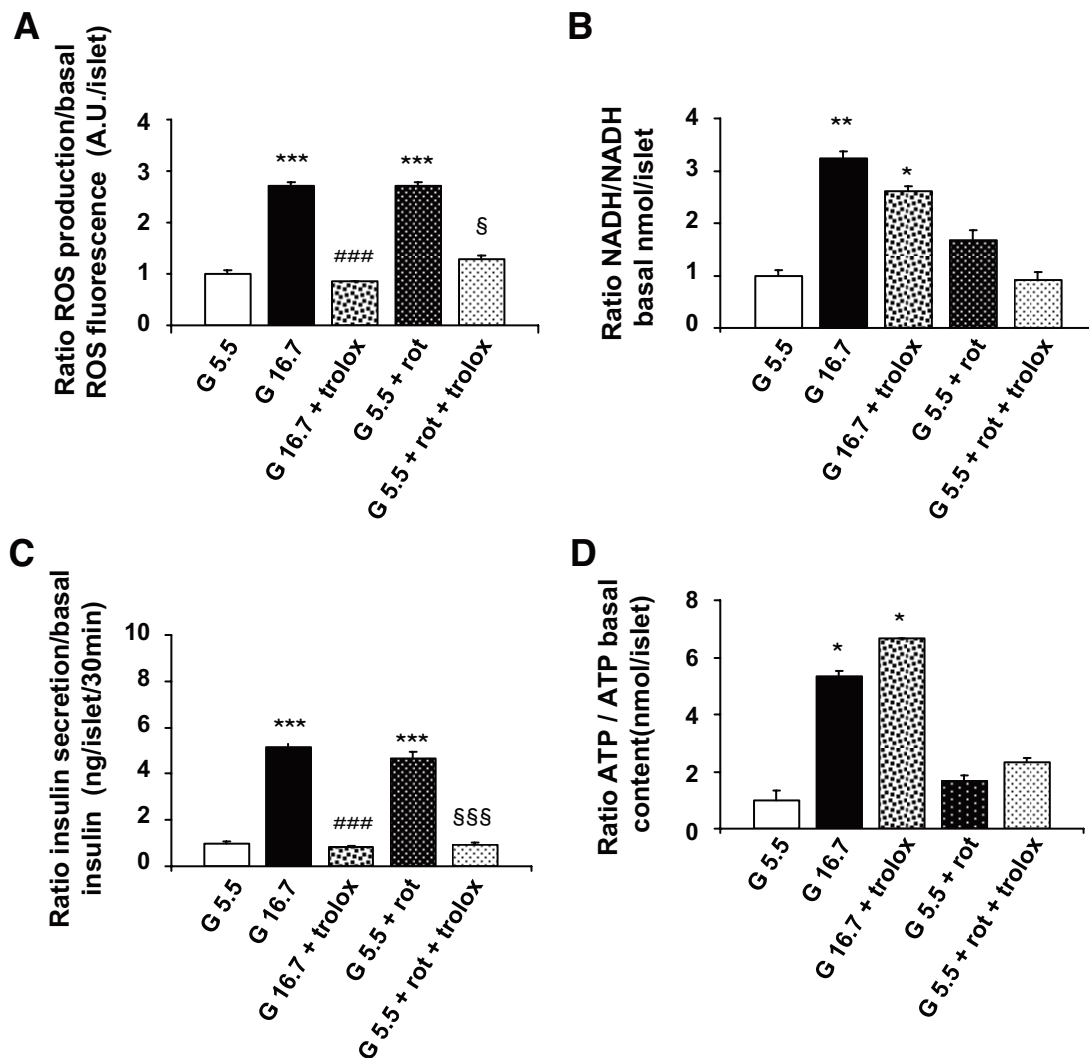 A
Ratio ROS production/basal
ROS fluorescence (A.U./islet)
4
3
2
1
0
***
###
***
§
G 5.5
G 16.7
G 16.7 + trolox
G 5.5 + rot
G 5.5 + rot + trolox
B
Ratio NADH/NADH
basal nmol/islet
4
3
2
1
0
**
*
G 5.5
G 16.7
G 16.7 + trolox
G 5.5 + rot
G 5.5 + rot + trolox
C
Ratio insulin secretion/basal
insulin (ng/islet/30min)
10
8
6
4
2
0
***
###
***
§§§
G 5.5
G 16.7
G 16.7 + trolox
G 5.5 + rot
G 5.5 + rot + trolox
D
Ratio ATP / ATP basal
content(nmol/islet)
8
6
4
2
0
*
*
G 5.5
G 16.7
G 16.7 + trolox
G 5.5 + rot
G 5.5 + rot + trolox